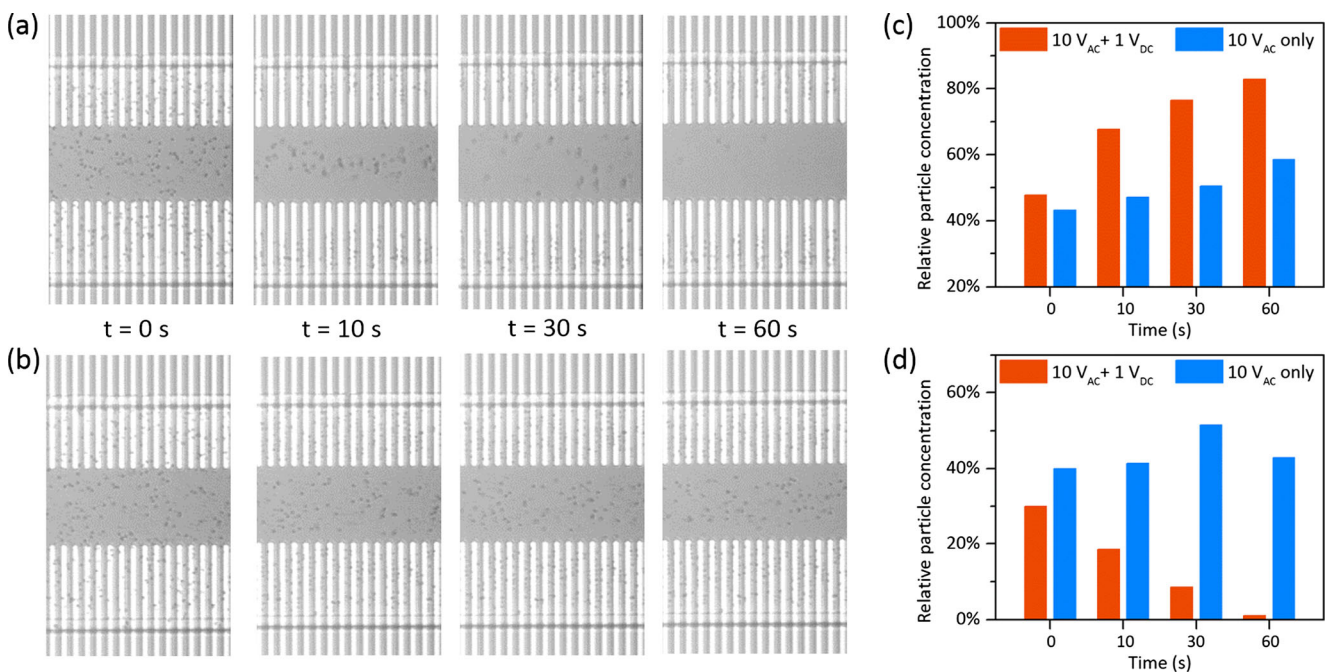 (a)
t = 0 s
t = 10 s
t = 30 s
t = 60 s
(b)
(c)
10 V_AC + 1 V_DC
10 V_AC only
Relative particle concentration
100%
80%
60%
40%
20%
0
10
30
60
Time (s)
(d)
10 V_AC + 1 V_DC
10 V_AC only
Relative particle concentration
60%
40%
20%
0%
0
10
30
60
Time (s)